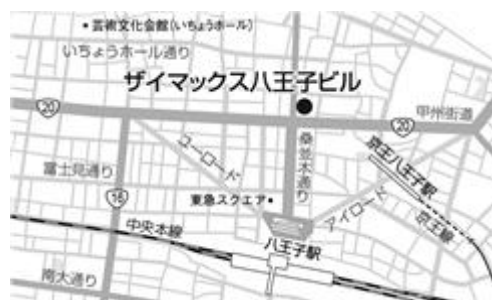 • 芸術文化会館(いちょうホール)
いちょうホール通り
ザイマックス八王子ビル
20
甲州街道
20
桑並木通り
ユーロード
京王八王子駅
富士見通り
16
東急スクエア•
アイロード
京王線
中央本線
八王子駅
南大通り